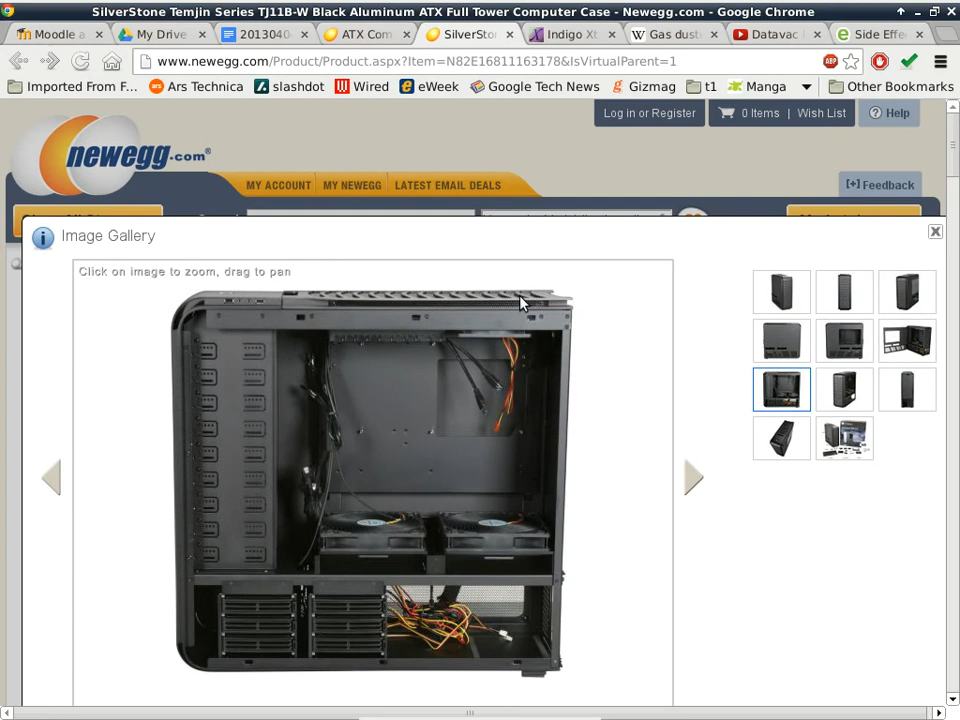 SilverStone Temjin Series TJ11B-W Black Aluminum ATX Full Tower Computer Case - Newegg.com - Google Chrome
Moodle a
My Drive
2013040
ATX Com
SilverSto
Indigo Xt
Gas dust
Datavac
Side Effe
www.newegg.com/Product/Product.aspx?Item=N82E16811163178&IsVirtualParent=1
ABP
Imported From F...
Ars Technica
slashdot
Wired
eWeek
Google Tech News
Gizmag
t1
Manga
Other Bookmarks
Log in or Register
0 Items | Wish List
? Help
newegg.com®
MY ACCOUNT
MY NEWEGG
LATEST EMAIL DEALS
[+] Feedback
Image Gallery
Click on image to zoom, drag to pan